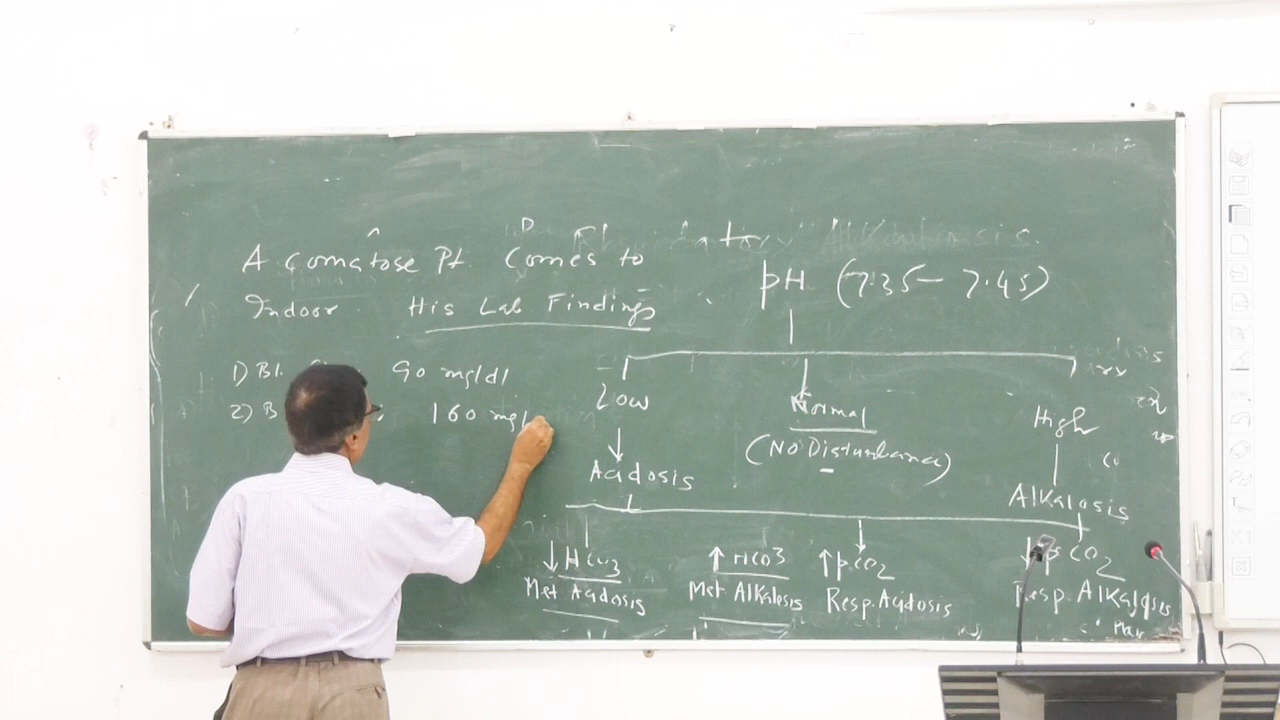 A Comatose Pt. Comes to
Indoor. His Lab Findings
1) Bl. 90 mg/dl
2) B 160 mg/
pH (7.35 - 7.45)
Low
Normal
High
(No Disturbance)
Acidosis
Alkalosis
↓ HCO3
↑ HCO3
↑ pCO2
↓ pCO2
Met Acidosis
Met Alkalosis
Resp. Acidosis
Resp. Alkalosis